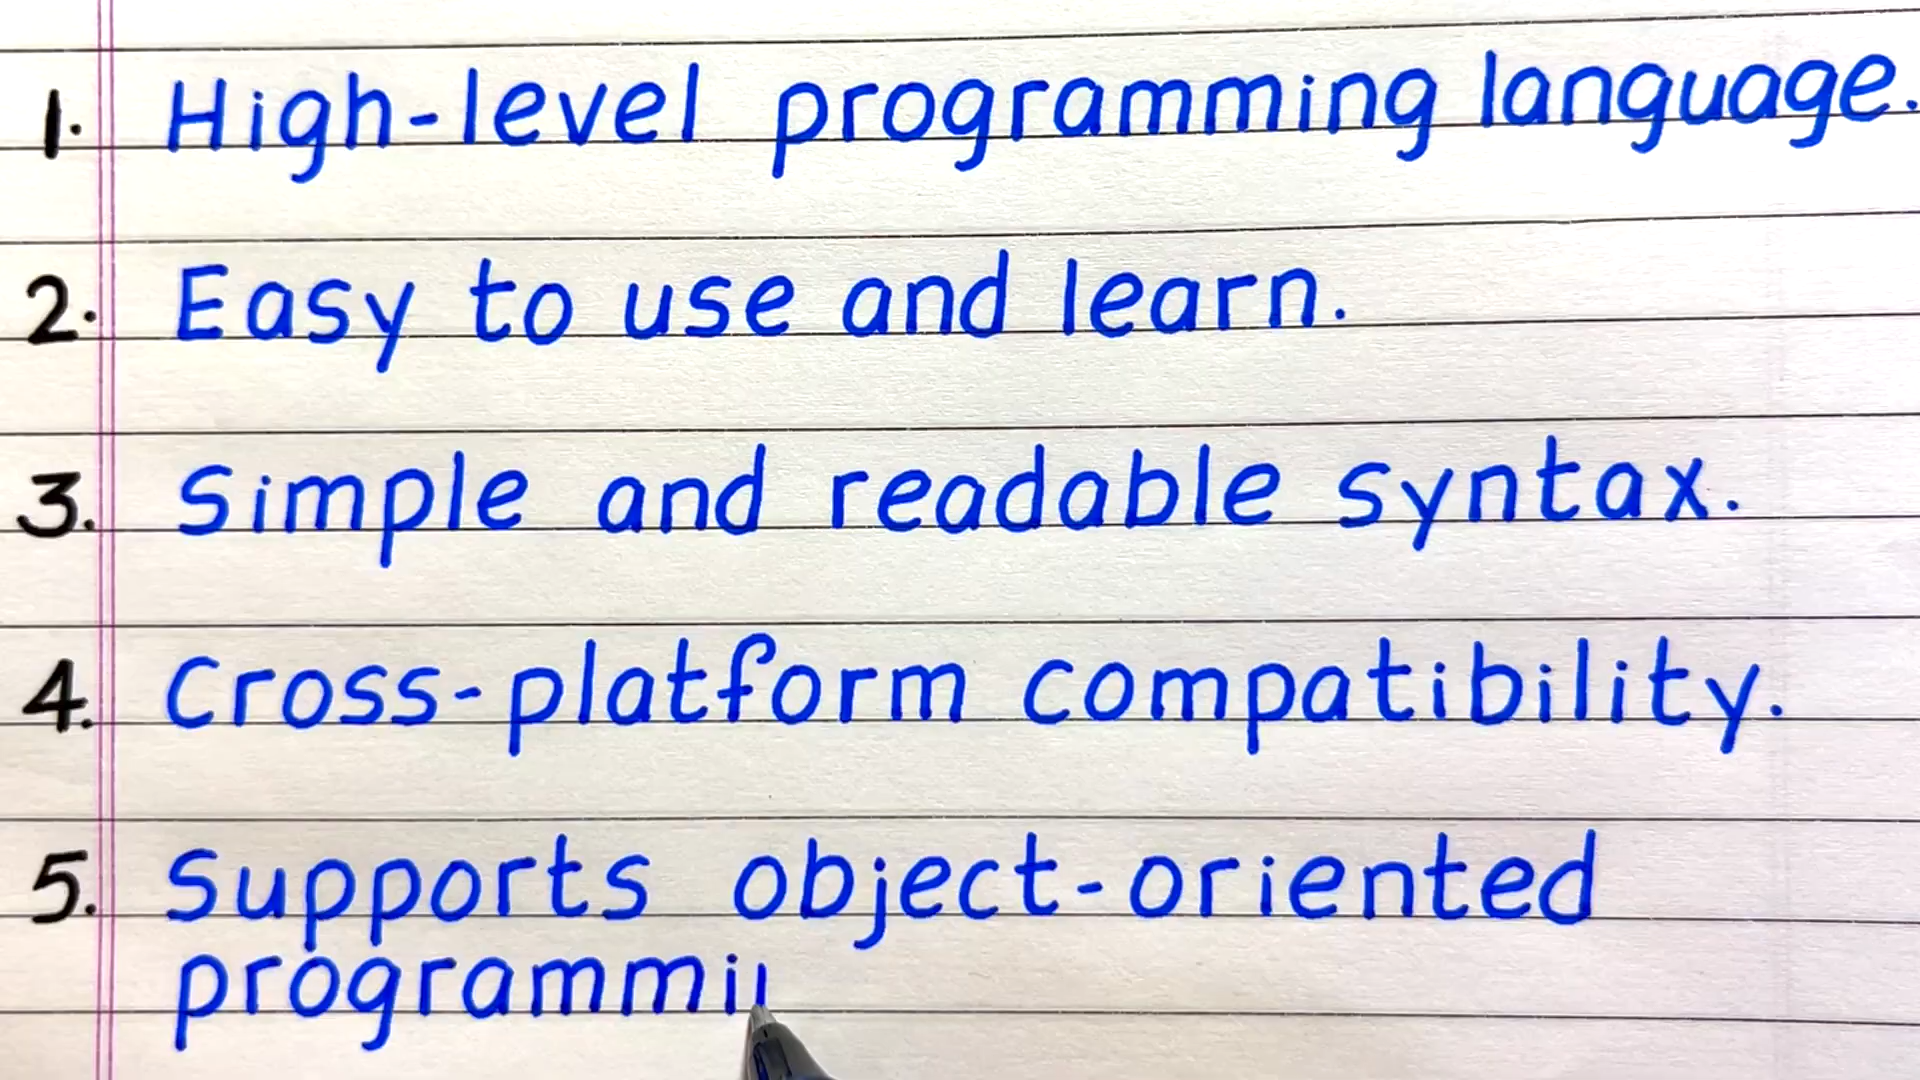 1. High-level programming language.
2. Easy to use and learn.
3. Simple and readable syntax.
4. Cross-platform compatibility.
5. Supports object-oriented
programmi